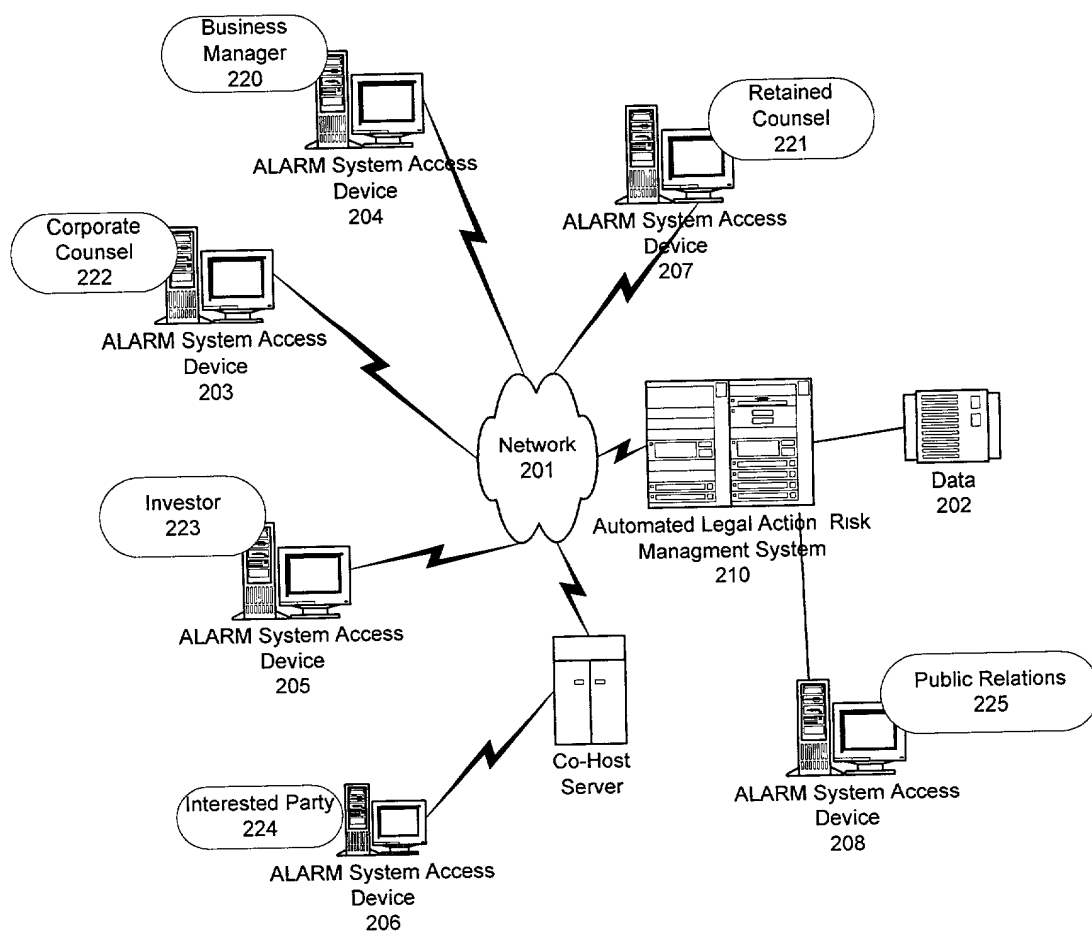 Business
Manager
220
ALARM System Access
Device
204
Retained
Counsel
221
ALARM System Access
Device
207
Corporate
Counsel
222
ALARM System Access
Device
203
Network
201
Automated Legal Action Risk
Managment System
210
Data
202
Investor
223
ALARM System Access
Device
205
Co-Host
Server
Public Relations
225
ALARM System Access
Device
208
Interested Party
224
ALARM System Access
Device
206